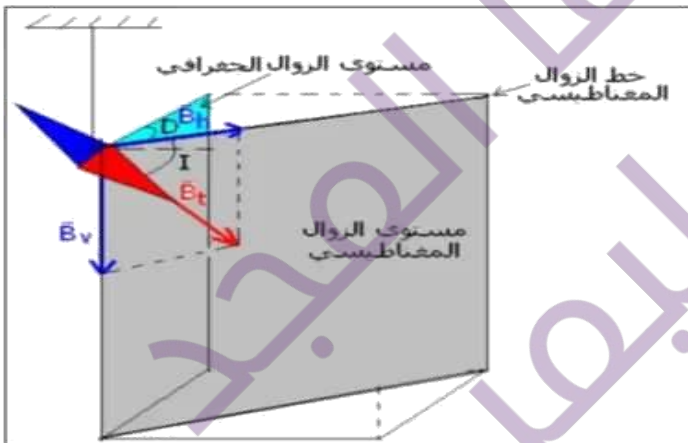 مستوى الزوال الجغرافي
خط الزوال
المغناطيسي
D
B_h
I
B_t
B_v
مستوى الزوال
المغناطيسي